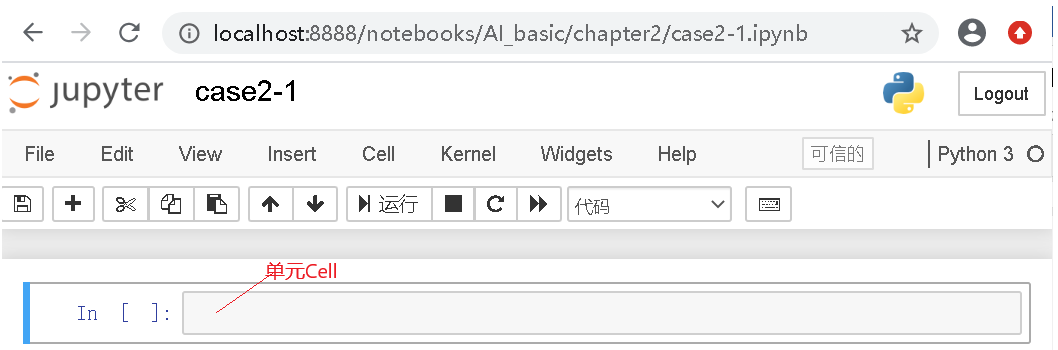 localhost:8888/notebooks/AI_basic/chapter2/case2-1.ipynb
jupyter case2-1 Logout
File Edit View Insert Cell Kernel Widgets Help 可信的 Python 3
运行 代码
单元Cell
In [ ]: